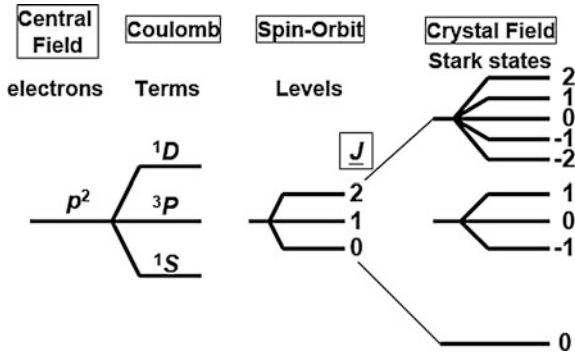 Central Field
Coulomb
Spin-Orbit
Crystal Field
Stark states
electrons
Terms
Levels
p²
¹D
³P
¹S
J
2
1
0
2
1
0
-1
-2
1
0
-1
0